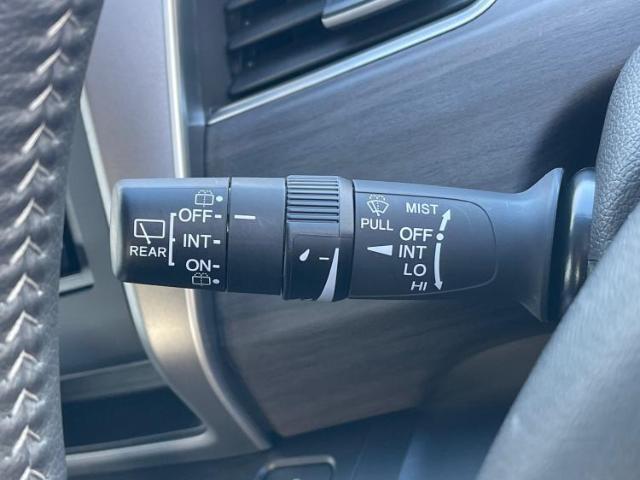 OFF
INT
REAR
ON
PULL
MIST
OFF
INT
LO
HI